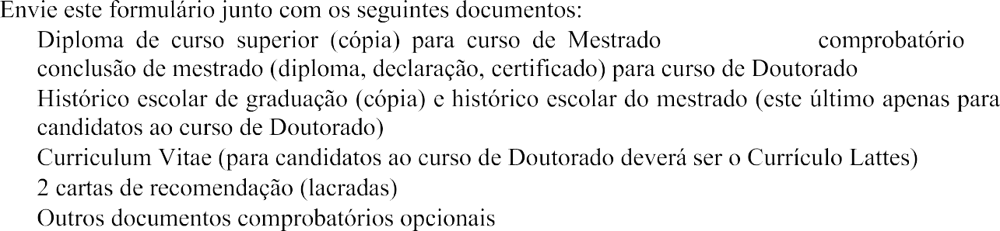 Envie este formulário junto com os seguintes documentos:
Diploma de curso superior (cópia) para curso de Mestrado comprobatório
conclusão de mestrado (diploma, declaração, certificado) para curso de Doutorado
Histórico escolar de graduação (cópia) e histórico escolar do mestrado (este último apenas para
candidatos ao curso de Doutorado)
Curriculum Vitae (para candidatos ao curso de Doutorado deverá ser o Currículo Lattes)
2 cartas de recomendação (lacradas)
Outros documentos comprobatórios opcionais